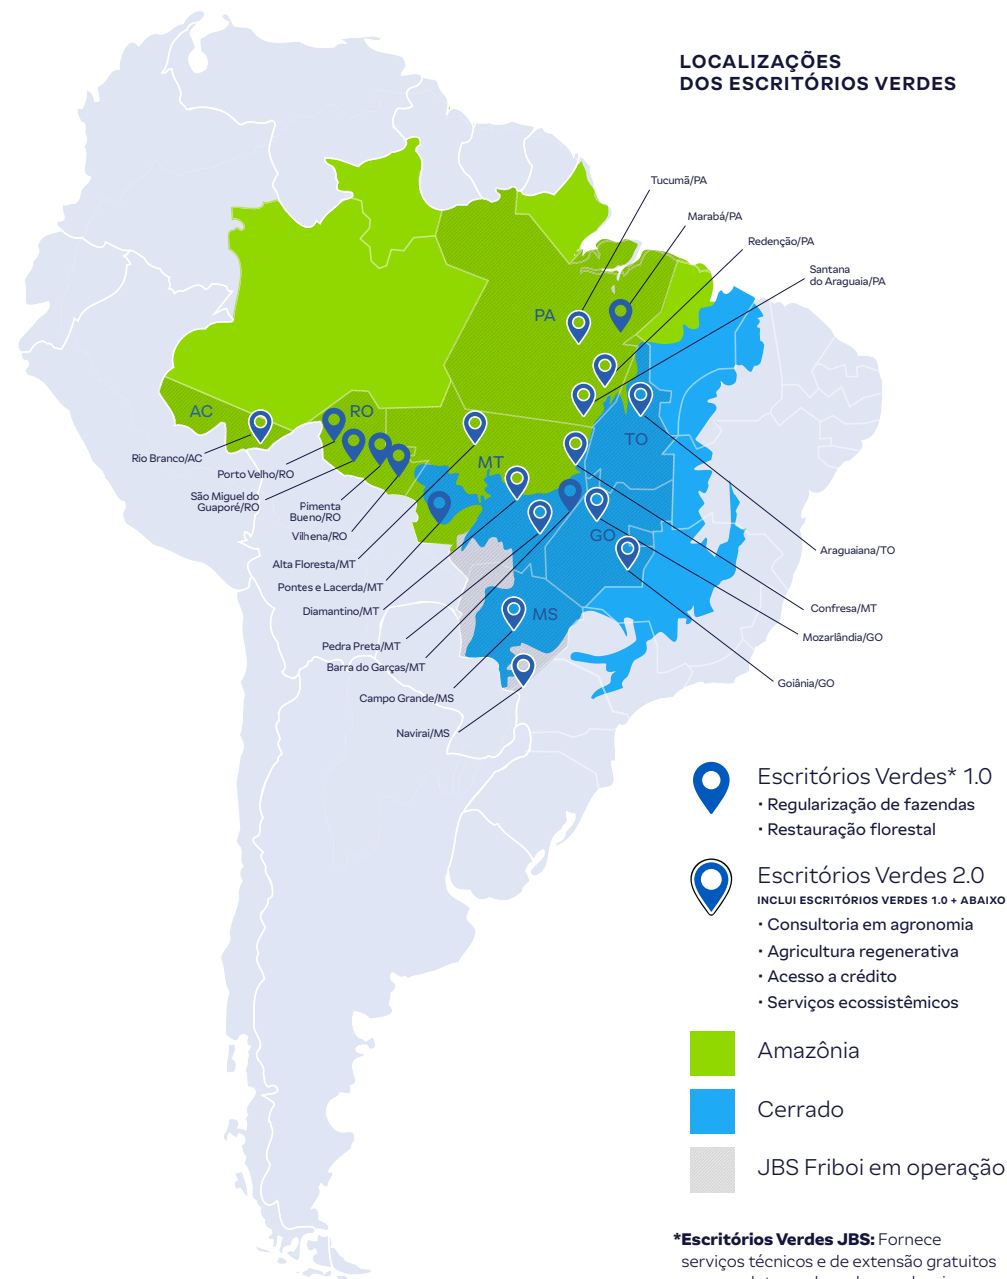 LOCALIZAÇÕES
DOS ESCRITÓRIOS VERDES
Tucumã/PA
Marabá/PA
Redenção/PA
Santana
do Araguaia/PA
PA
AC
RO
TO
MT
GO
MS
Rio Branco/AC
Porto Velho/RO
São Miguel do
Guaporé/RO
Pimenta
Bueno/RO
Vilhena/RO
Alta Floresta/MT
Pontes e Lacerda/MT
Diamantino/MT
Pedra Preta/MT
Barra do Garças/MT
Campo Grande/MS
Naviraí/MS
Araguaiana/TO
Confresa/MT
Mozarlândia/GO
Goiânia/GO
Escritórios Verdes* 1.0
• Regularização de fazendas
• Restauração florestal
Escritórios Verdes 2.0
INCLUI ESCRITÓRIOS VERDES 1.0 + ABAIXO
• Consultoria em agronomia
• Agricultura regenerativa
• Acesso a crédito
• Serviços ecossistêmicos
Amazônia
Cerrado
JBS Friboi em operação
*Escritórios Verdes JBS: Fornece
serviços técnicos e de extensão gratuitos